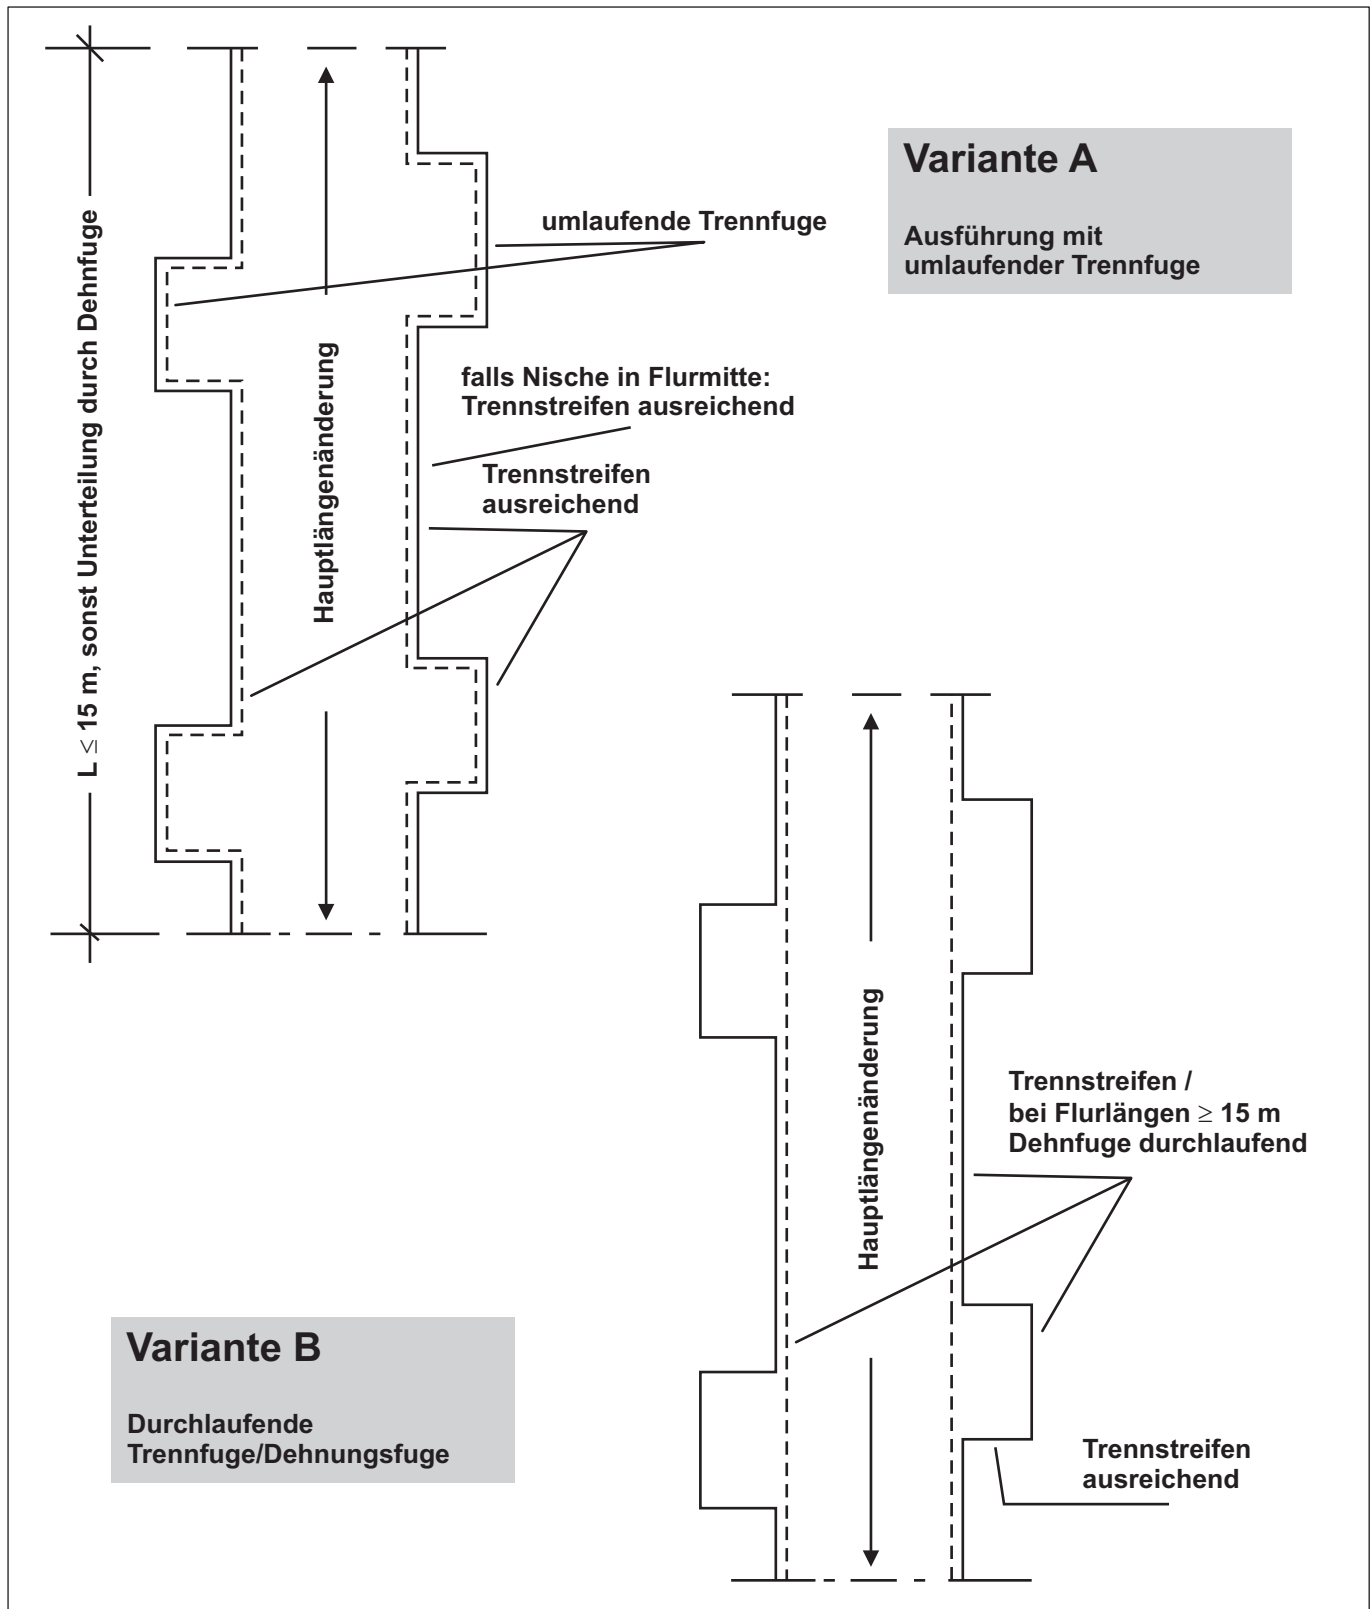 Variante A
Ausführung mit
umlaufender Trennfuge
umlaufende Trennfuge
L ≤ 15 m, sonst Unterteilung durch Dehnfuge
Hauptlängenänderung
falls Nische in Flurmitte:
Trennstreifen ausreichend
Trennstreifen
ausreichend
Hauptlängenänderung
Trennstreifen /
bei Flurlängen ≥ 15 m
Dehnfuge durchlaufend
Variante B
Durchlaufende
Trennfuge/Dehnungsfuge
Trennstreifen
ausreichend